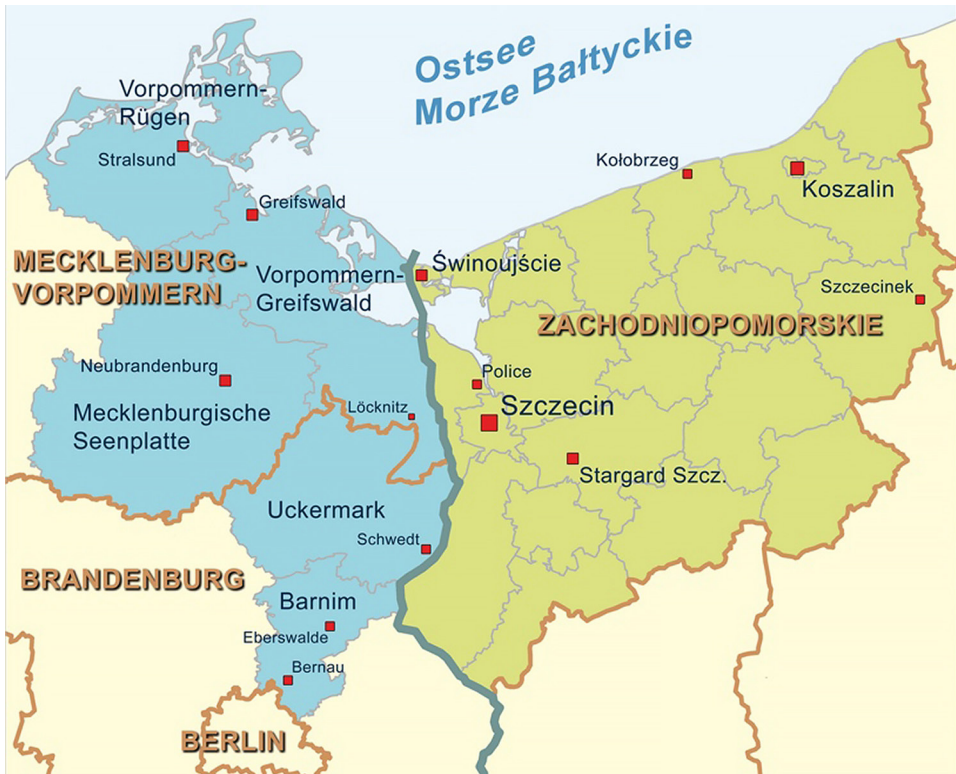 Ostsee
Morze Bałtyckie
Vorpommern-
Rügen
Stralsund
Kołobrzeg
Koszalin
Greifswald
MECKLENBURG-
VORPOMMERN
Vorpommern-
Greifswald
Świnoujście
Szczecinek
ZACHODNIOPOMORSKIE
Neubrandenburg
Police
Mecklenburgische
Seenplatte
Löcknitz
Szczecin
Stargard Szcz.
Uckermark
Schwedt
BRANDENBURG
Barnim
Eberswalde
Bernau
BERLIN